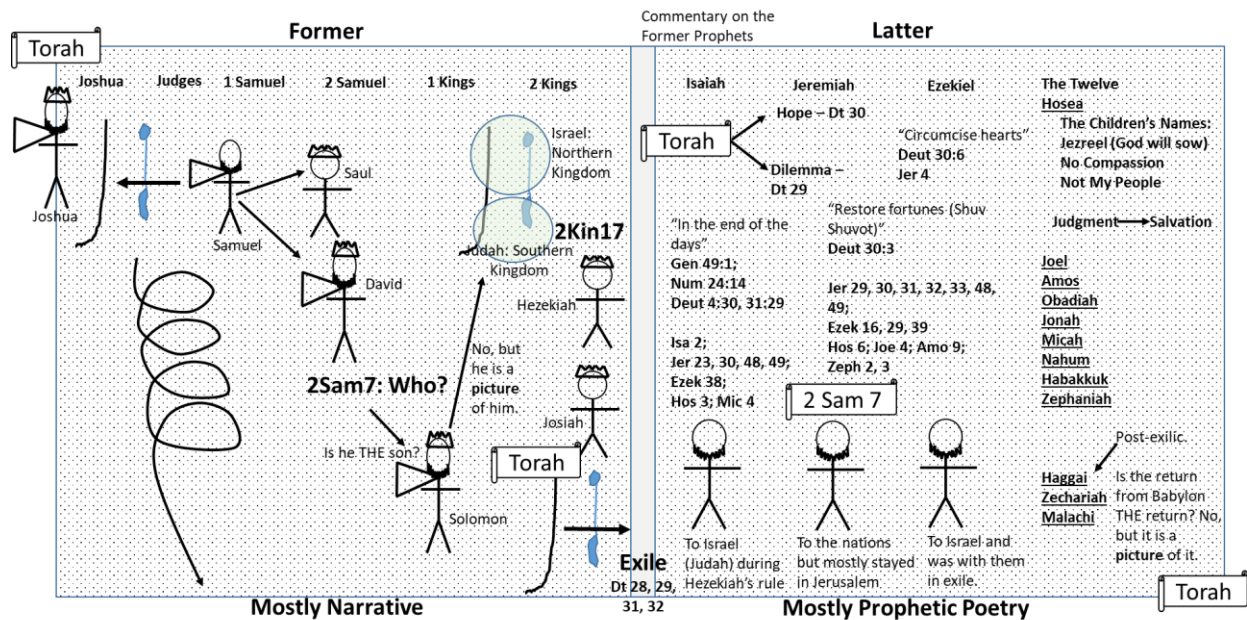 Former
Commentary on the
Former Prophets
Latter
Torah
Joshua
Judges
1 Samuel
2 Samuel
1 Kings
2 Kings
Joshua
Samuel
Saul
David
Israel:
Northern
Kingdom
Judah: Southern
Kingdom
2Kin17
Hezekiah
No, but
he is a
picture
of him.
2Sam7: Who?
Is he THE son?
Solomon
Josiah
Torah
Exile
Dt 28, 29,
31, 32
Mostly Narrative
Isaiah
Jeremiah
Ezekiel
The Twelve
Torah
Hope – Dt 30
Dilemma –
Dt 29
“Circumcise hearts”
Deut 30:6
Jer 4
“In the end of the
days”
Gen 49:1;
Num 24:14
Deut 4:30, 31:29
Isa 2;
Jer 23, 30, 48, 49;
Ezek 38;
Hos 3; Mic 4
“Restore fortunes (Shuv
Shuvot)”
Deut 30:3
Jer 29, 30, 31, 32, 33, 48,
49;
Ezek 16, 29, 39
Hos 6; Joe 4; Amo 9;
Zeph 2, 3
2 Sam 7
To Israel
(Judah) during
Hezekiah’s rule
To the nations
but mostly stayed
in Jerusalem
To Israel and
was with them
in exile.
Hosea
The Children’s Names:
Jezreel (God will sow)
No Compassion
Not My People
Judgment
Salvation
Joel
Amos
Obadiah
Jonah
Micah
Nahum
Habakkuk
Zephaniah
Post-exilic.
Haggai
Zechariah
Malachi
Is the return
from Babylon
THE return? No,
but it is a
picture of it.
Torah
Mostly Prophetic Poetry